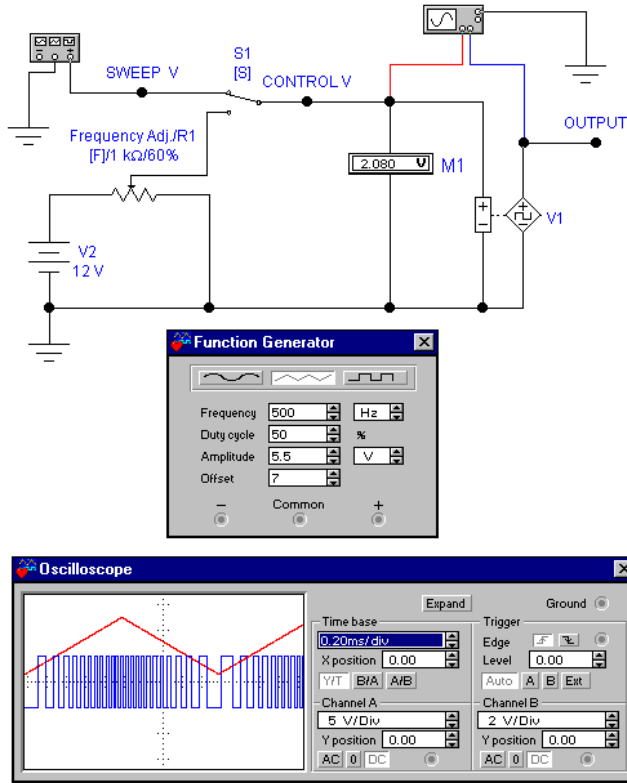 S1
[S]
SWEEP V
CONTROL V
OUTPUT
Frequency Adj./R1
[F]/1 kΩ/60%
2.080 V
M1
V1
V2
12 V
Function Generator
Frequency 500 Hz
Duty cycle 50 %
Amplitude 5.5 V
Offset 7
− Common +
Oscilloscope
Expand Ground
Time base Trigger
0.20ms/div Edge
X position 0.00 Level 0.00
Y/T B/A A/B Auto A B Ext
Channel A Channel B
5 V/Div 2 V/Div
Y position 0.00 Y position 0.00
AC 0 DC AC 0 DC